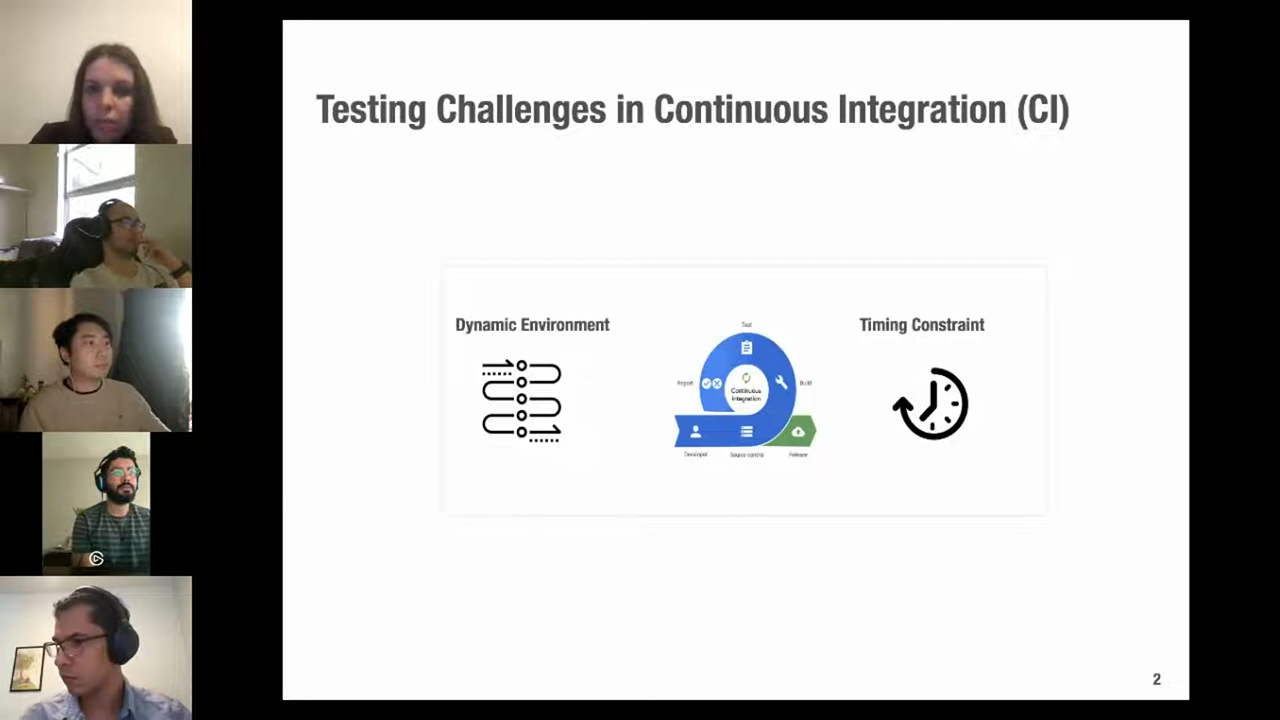 Testing Challenges in Continuous Integration (CI)
Dynamic Environment
Timing Constraint
Test
Report
Build
Continuous
Integration
Developer
Source control
Release
2